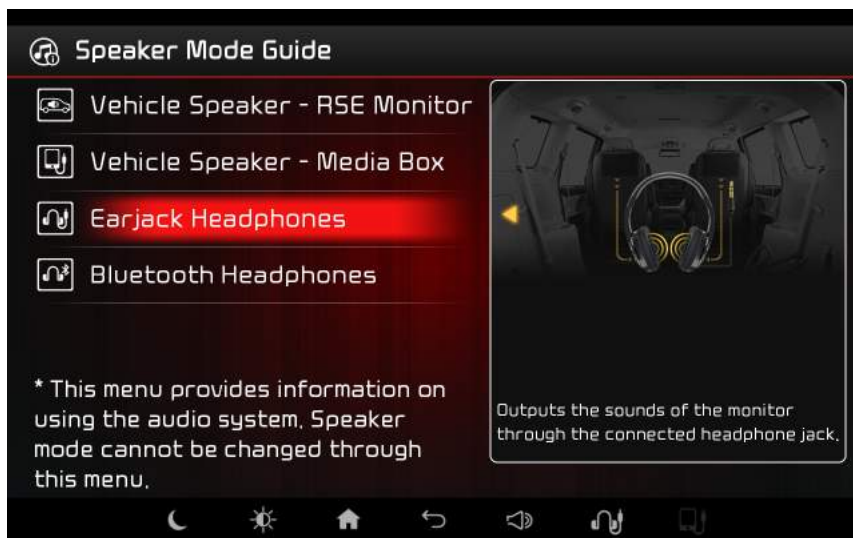 Speaker Mode Guide
Vehicle Speaker - RSE Monitor
Vehicle Speaker - Media Box
Earjack Headphones
Bluetooth Headphones
* This menu provides information on
using the audio system. Speaker
mode cannot be changed through
this menu.
Outputs the sounds of the monitor
through the connected headphone jack.